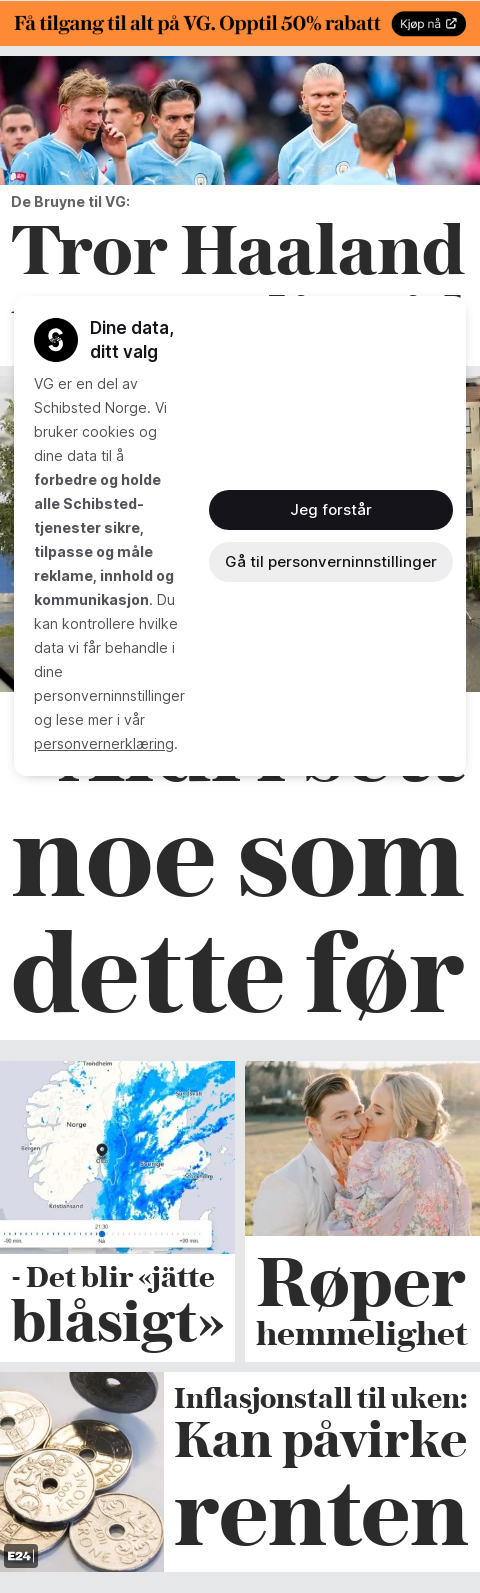 Få tilgang til alt på VG. Opptil 50% rabatt
Kjøp nå
De Bruyne til VG:
Tror Haaland
Dine data,
ditt valg
VG er en del av
Schibsted Norge. Vi
bruker cookies og
dine data til å
forbedre og holde
alle Schibsted-
tjenester sikre,
tilpasse og måle
reklame, innhold og
kommunikasjon. Du
kan kontrollere hvilke
data vi får behandle i
dine
personverninnstillinger
og lese mer i vår
personvernerklæring.
Jeg forstår
Gå til personverninnstillinger
noe som
dette før
Trondheim
Norge
Bergen
Sverige
Kristiansand
21:30
-90 min.
Nå
+90 min.
- Det blir «jätte
blåsigt»
Røper
hemmelighet
E24
Inflasjonstall til uken:
Kan påvirke
renten